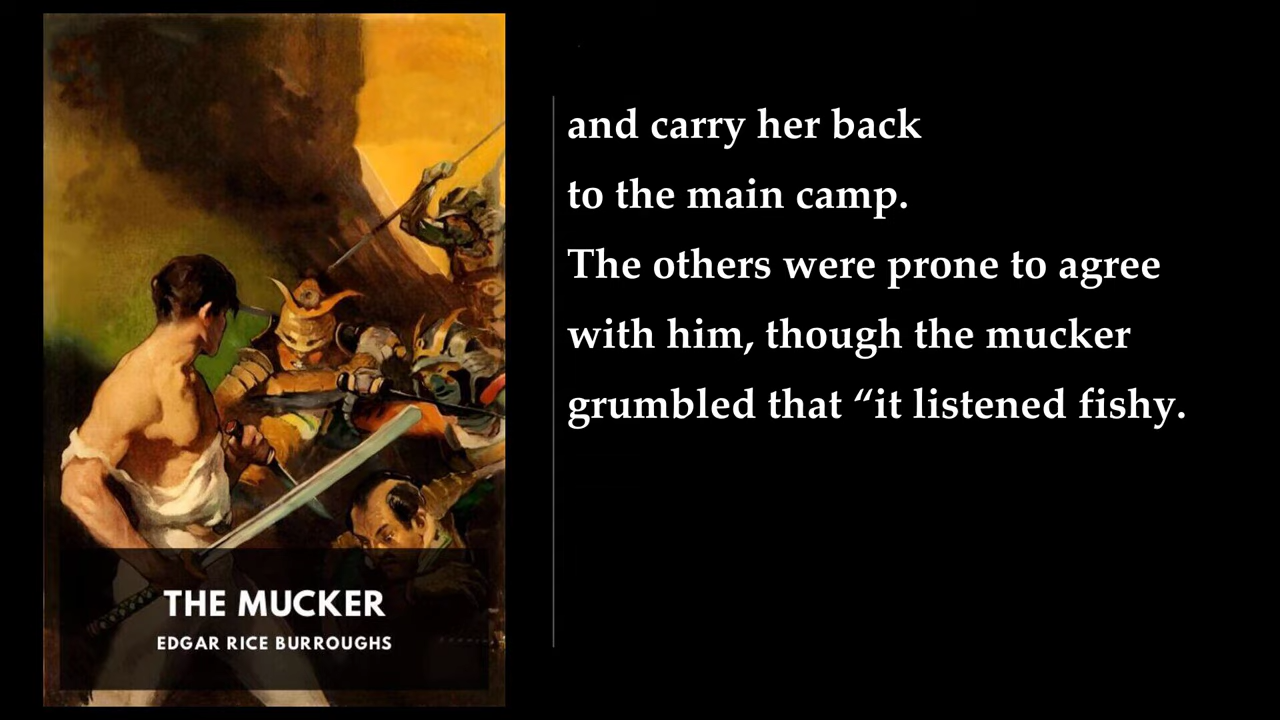 and carry her back
to the main camp.
The others were prone to agree
with him, though the mucker
grumbled that “it listened fishy.
THE MUCKER
EDGAR RICE BURROUGHS